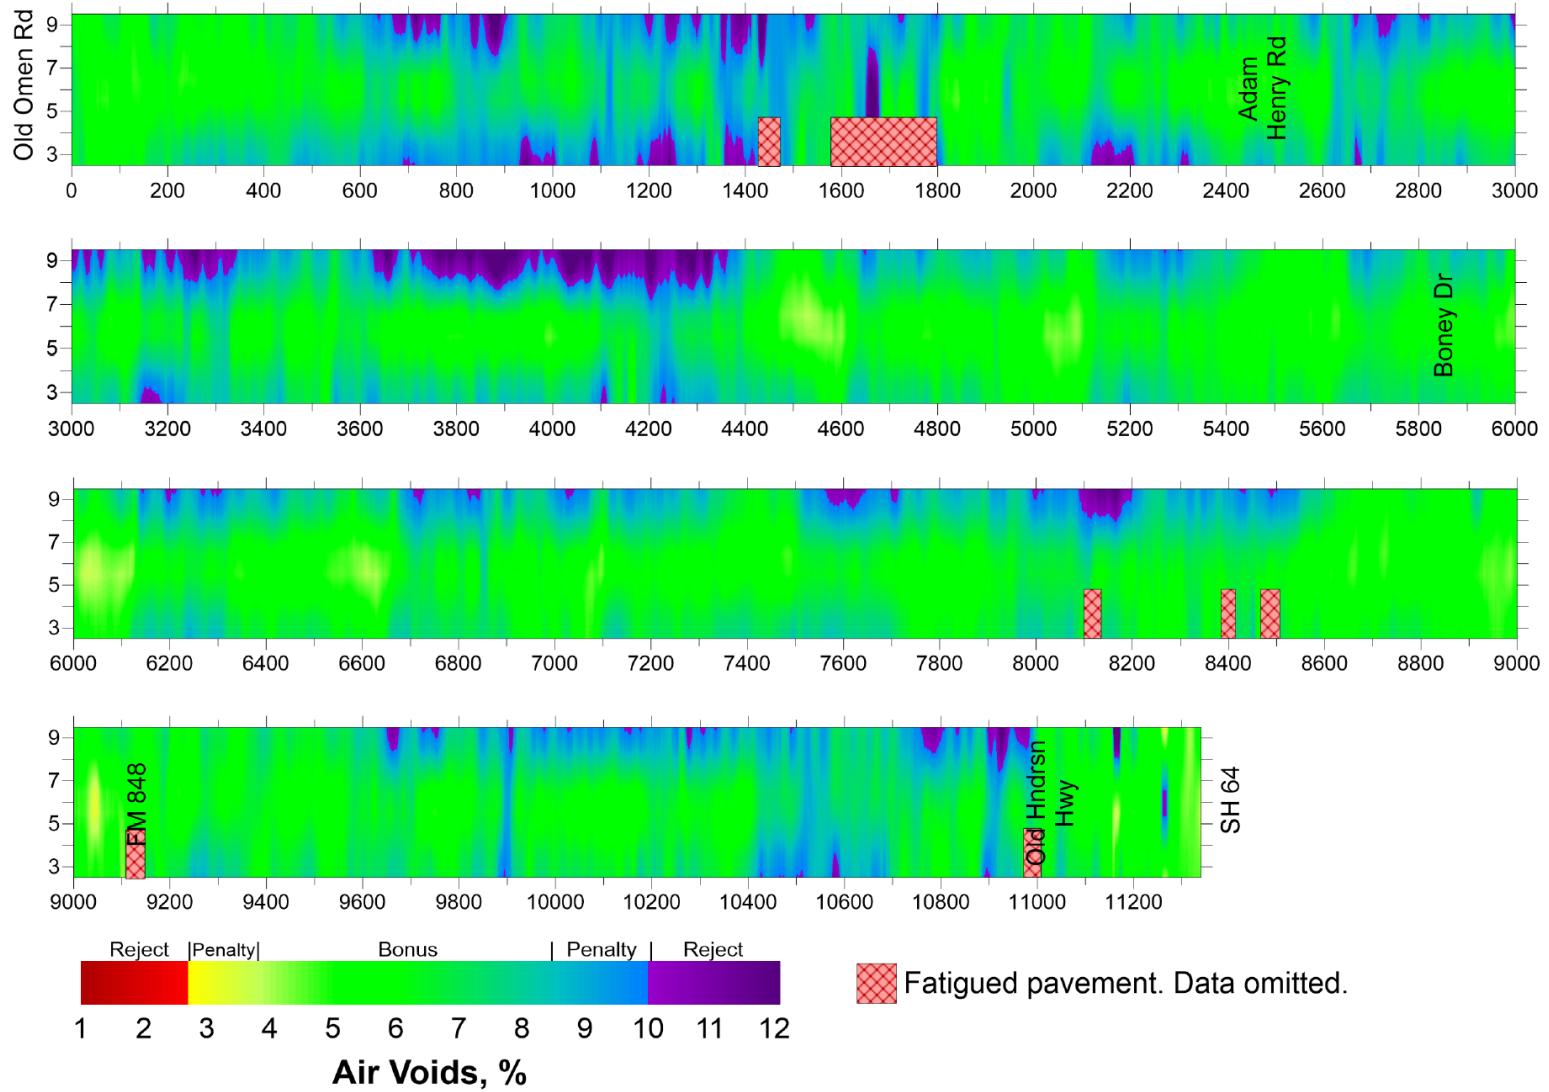 Old Omen Rd
9
7
5
3
Adam
Henry Rd
0 200 400 600 800 1000 1200 1400 1600 1800 2000 2200 2400 2600 2800 3000
9
7
5
3
Boney Dr
3000 3200 3400 3600 3800 4000 4200 4400 4600 4800 5000 5200 5400 5600 5800 6000
9
7
5
3
6000 6200 6400 6600 6800 7000 7200 7400 7600 7800 8000 8200 8400 8600 8800 9000
9
7
5
3
FM 848
Old Hndrsn
Hwy
SH 64
9000 9200 9400 9600 9800 10000 10200 10400 10600 10800 11000 11200
Reject |Penalty| Bonus | Penalty | Reject
1 2 3 4 5 6 7 8 9 10 11 12
Air Voids, %
Fatigued pavement. Data omitted.